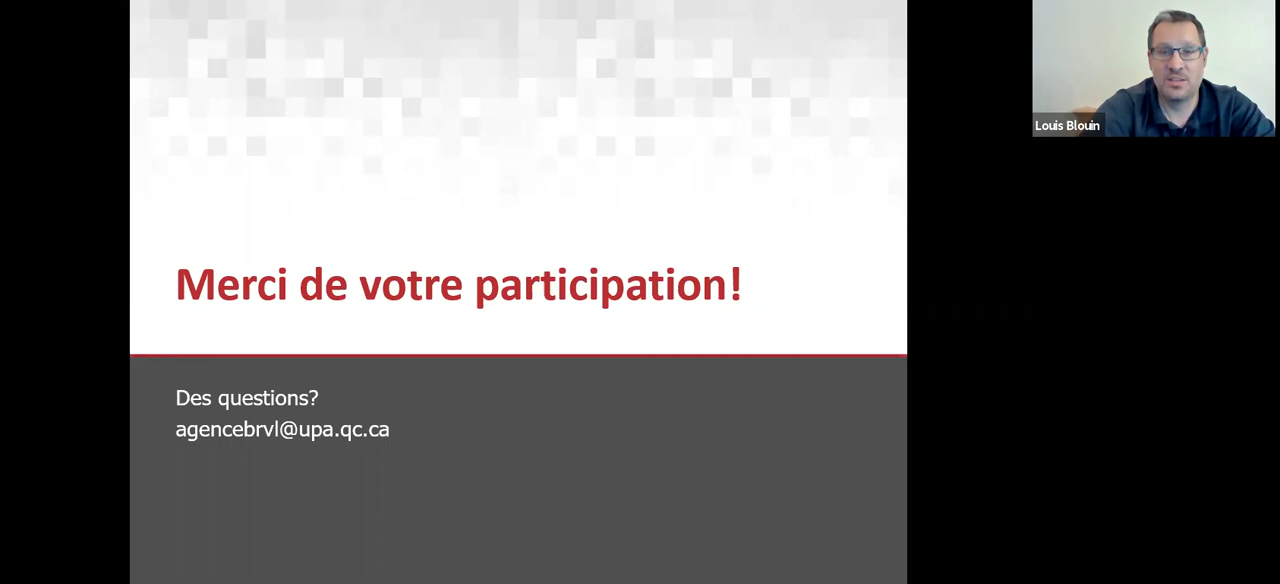 Louis Blouin
Merci de votre participation!
Des questions?
agencebrvl@upa.qc.ca